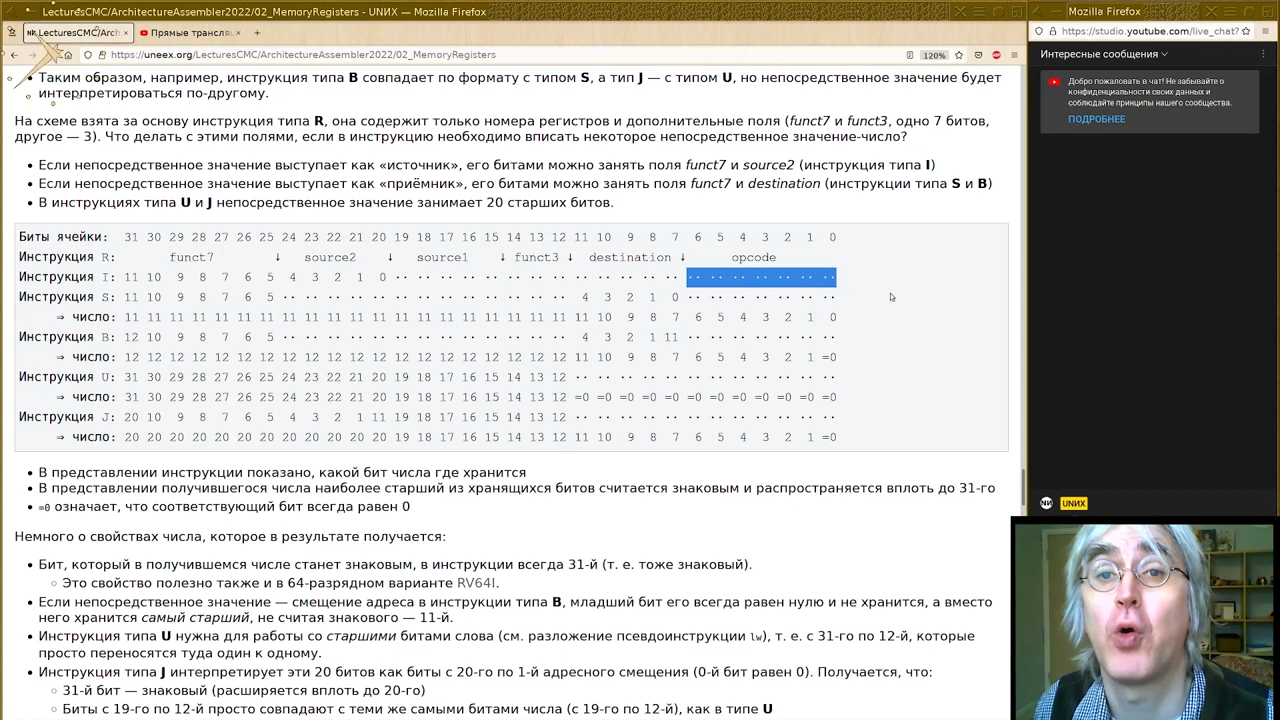 LecturesCMC/ArchitectureAssembler2022/02_MemoryRegisters - UNИX — Mozilla Firefox
LecturesCMC/Arch
Прямые трансляц
https://uneex.org/LecturesCMC/ArchitectureAssembler2022/02_MemoryRegisters
120%
Таким образом, например, инструкция типа B совпадает по формату с типом S, а тип J — с типом U, но непосредственное значение будет
интерпретироваться по-другому.
На схеме взята за основу инструкция типа R, она содержит только номера регистров и дополнительные поля (funct7 и funct3, одно 7 битов,
другое — 3). Что делать с этими полями, если в инструкцию необходимо вписать некоторое непосредственное значение-число?
Если непосредственное значение выступает как «источник», его битами можно занять поля funct7 и source2 (инструкция типа I)
Если непосредственное значение выступает как «приёмник», его битами можно занять поля funct7 и destination (инструкции типа S и B)
В инструкциях типа U и J непосредственное значение занимает 20 старших битов.
Биты ячейки: 31 30 29 28 27 26 25 24 23 22 21 20 19 18 17 16 15 14 13 12 11 10 9 8 7 6 5 4 3 2 1 0
Инструкция R: funct7 ↓ source2 ↓ source1 ↓ funct3 ↓ destination ↓ opcode
Инструкция I: 11 10 9 8 7 6 5 4 3 2 1 0 ·· ·· ·· ·· ·· ·· ·· ·· ·· ·· ·· ·· ·· ·· ·· ·· ·· ·· ·· ··
Инструкция S: 11 10 9 8 7 6 5 ·· ·· ·· ·· ·· ·· ·· ·· ·· ·· ·· ·· ·· 4 3 2 1 0 ·· ·· ·· ·· ·· ·· ··
⇒ число: 11 11 11 11 11 11 11 11 11 11 11 11 11 11 11 11 11 11 11 11 11 10 9 8 7 6 5 4 3 2 1 0
Инструкция B: 12 10 9 8 7 6 5 ·· ·· ·· ·· ·· ·· ·· ·· ·· ·· ·· ·· ·· 4 3 2 1 11 ·· ·· ·· ·· ·· ·· ··
⇒ число: 12 12 12 12 12 12 12 12 12 12 12 12 12 12 12 12 12 12 12 12 11 10 9 8 7 6 5 4 3 2 1 =0
Инструкция U: 31 30 29 28 27 26 25 24 23 22 21 20 19 18 17 16 15 14 13 12 ·· ·· ·· ·· ·· ·· ·· ·· ·· ·· ·· ··
⇒ число: 31 30 29 28 27 26 25 24 23 22 21 20 19 18 17 16 15 14 13 12 =0 =0 =0 =0 =0 =0 =0 =0 =0 =0 =0 =0
Инструкция J: 20 10 9 8 7 6 5 4 3 2 1 11 19 18 17 16 15 14 13 12 ·· ·· ·· ·· ·· ·· ·· ·· ·· ·· ·· ··
⇒ число: 20 20 20 20 20 20 20 20 20 20 20 20 19 18 17 16 15 14 13 12 11 10 9 8 7 6 5 4 3 2 1 =0
В представлении инструкции показано, какой бит числа где хранится
В представлении получившегося числа наиболее старший из хранящихся битов считается знаковым и распространяется вплоть до 31-го
=0 означает, что соответствующий бит всегда равен 0
Немного о свойствах числа, которое в результате получается:
Бит, который в получившемся числе станет знаковым, в инструкции всегда 31-й (т. е. тоже знаковый).
Это свойство полезно также и в 64-разрядном варианте RV64I.
Если непосредственное значение — смещение адреса в инструкции типа B, младший бит его всегда равен нулю и не хранится, а вместо
него хранится самый старший, не считая знакового — 11-й.
Инструкция типа U нужна для работы со старшими битами слова (см. разложение псевдоинструкции lw), т. е. с 31-го по 12-й, которые
просто переносятся туда один к одному.
Инструкция типа J интерпретирует эти 20 битов как биты с 20-го по 1-й адресного смещения (0-й бит равен 0). Получается, что:
31-й бит — знаковый (расширяется вплоть до 20-го)
Биты с 19-го по 12-й просто совпадают с теми же самыми битами числа (с 19-го по 12-й), как в типе U
Mozilla Firefox
https://studio.youtube.com/live_chat?
Интересные сообщения
Добро пожаловать в чат! Не забывайте о
конфиденциальности своих данных и
соблюдайте принципы нашего сообщества.
ПОДРОБНЕЕ
UNИX